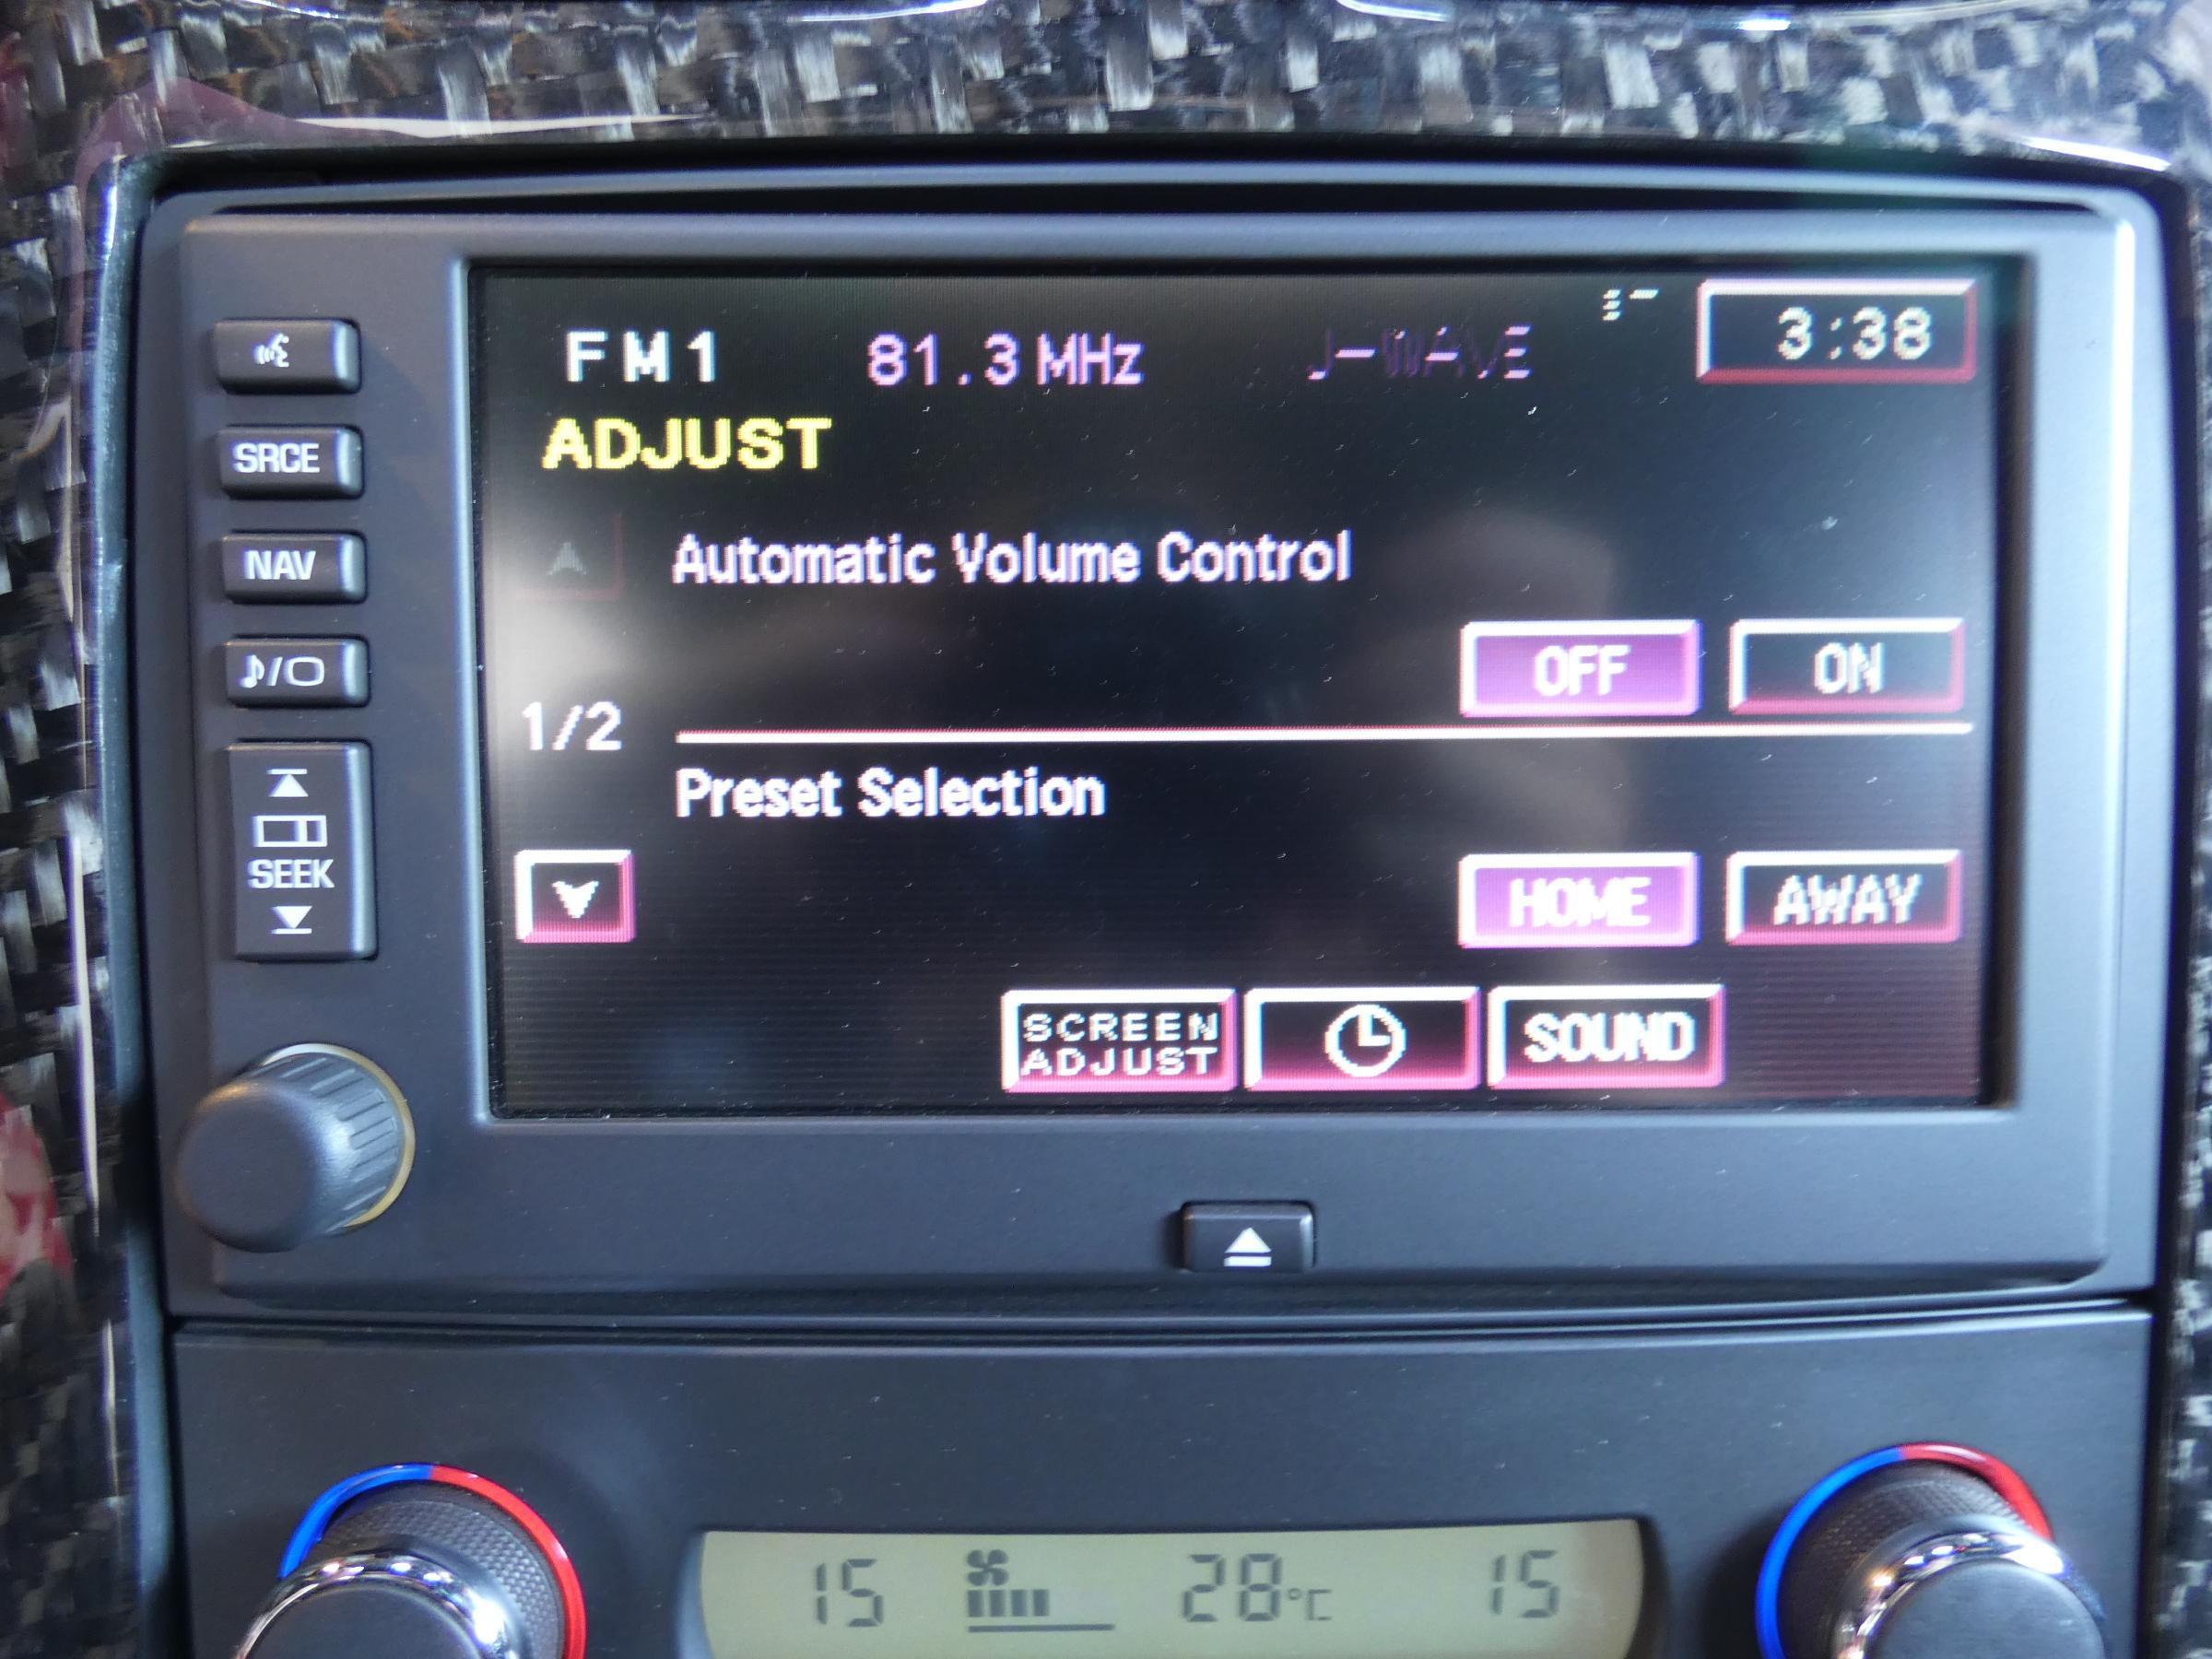 FM1 81.3 MHz J-WAVE 3:38
ADJUST
SRCE
Automatic Volume Control
NAV
OFF ON
1/2
Preset Selection
SEEK
HOME AWAY
SCREEN
ADJUST
SOUND
15 28°C 15